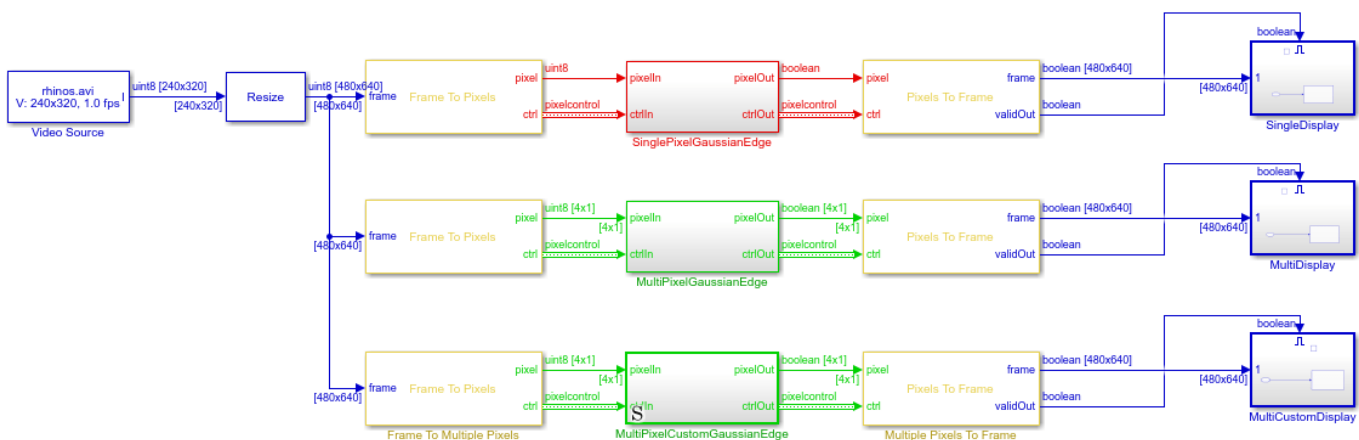 rhinos.avi
V: 240x320, 1.0 fps
I
Video Source
uint8 [240x320]
[240x320]
Resize
uint8 [480x640]
[480x640]
frame
Frame To Pixels
pixel
ctrl
uint8
pixelcontrol
pixelIn
ctrlIn
pixelOut
ctrlOut
SinglePixelGaussianEdge
boolean
pixelcontrol
pixel
ctrl
Pixels To Frame
frame
validOut
boolean [480x640]
boolean
[480x640]
boolean
1
SingleDisplay
[480x640]
frame
Frame To Pixels
pixel
ctrl
uint8 [4x1]
[4x1]
pixelcontrol
pixelIn
ctrlIn
pixelOut
ctrlOut
MultiPixelGaussianEdge
boolean [4x1]
[4x1]
pixelcontrol
pixel
ctrl
Pixels To Frame
frame
validOut
boolean [480x640]
boolean
[480x640]
boolean
1
MultiDisplay
[480x640]
frame
Frame To Pixels
pixel
ctrl
Frame To Multiple Pixels
uint8 [4x1]
[4x1]
pixelcontrol
pixelIn
ctrlIn
S
pixelOut
ctrlOut
MultiPixelCustomGaussianEdge
boolean [4x1]
[4x1]
pixelcontrol
pixel
ctrl
Pixels To Frame
frame
validOut
Multiple Pixels To Frame
boolean [480x640]
boolean
[480x640]
boolean
1
MultiCustomDisplay